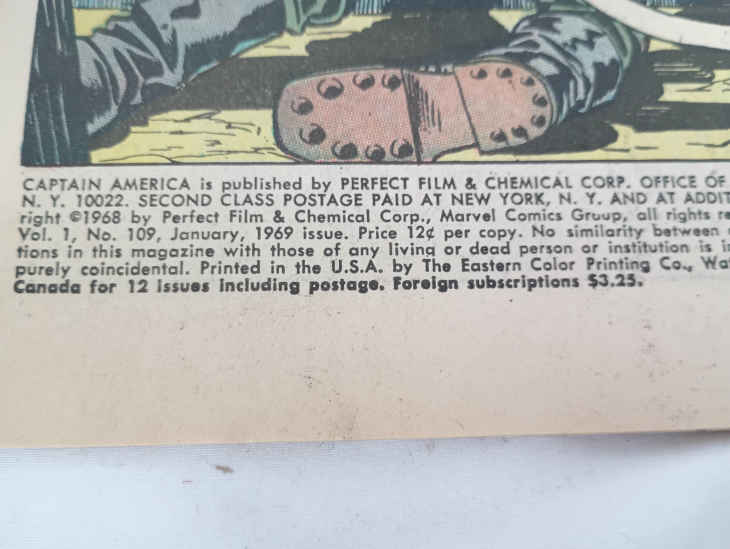 CAPTAIN AMERICA is published by PERFECT FILM & CHEMICAL CORP. OFFICE OF
N. Y. 10022. SECOND CLASS POSTAGE PAID AT NEW YORK, N. Y. AND AT ADDIT
right ©1968 by Perfect Film & Chemical Corp., Marvel Comics Group, all rights re
Vol. 1, No. 109, January, 1969 issue. Price 12¢ per copy. No similarity between
tions in this magazine with those of any living or dead person or institution is i
purely coincidental. Printed in the U.S.A. by The Eastern Color Printing Co., Wa
Canada for 12 issues including postage. Foreign subscriptions $3.25.